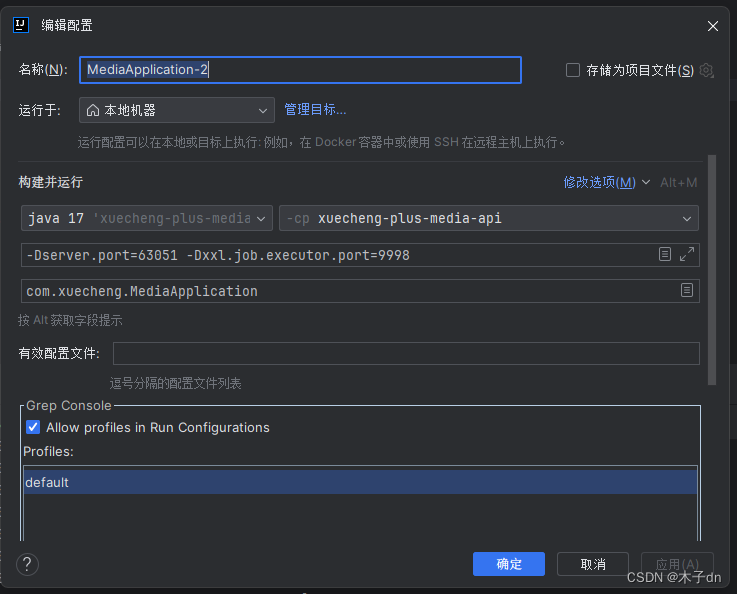 编辑配置
名称(N): MediaApplication-2 存储为项目文件(S)
运行于: 本地机器 管理目标...
运行配置可以在本地或目标上执行: 例如，在 Docker 容器中或使用 SSH 在远程主机上执行。
构建并运行 修改选项(M) Alt+M
java 17 'xuecheng-plus-media -cp xuecheng-plus-media-api
-Dserver.port=63051 -Dxxl.job.executor.port=9998
com.xuecheng.MediaApplication
按 Alt 获取字段提示
有效配置文件:
逗号分隔的配置文件列表
Grep Console
Allow profiles in Run Configurations
Profiles:
default
? 确定 取消 应用(A)
CSDN @木子dn